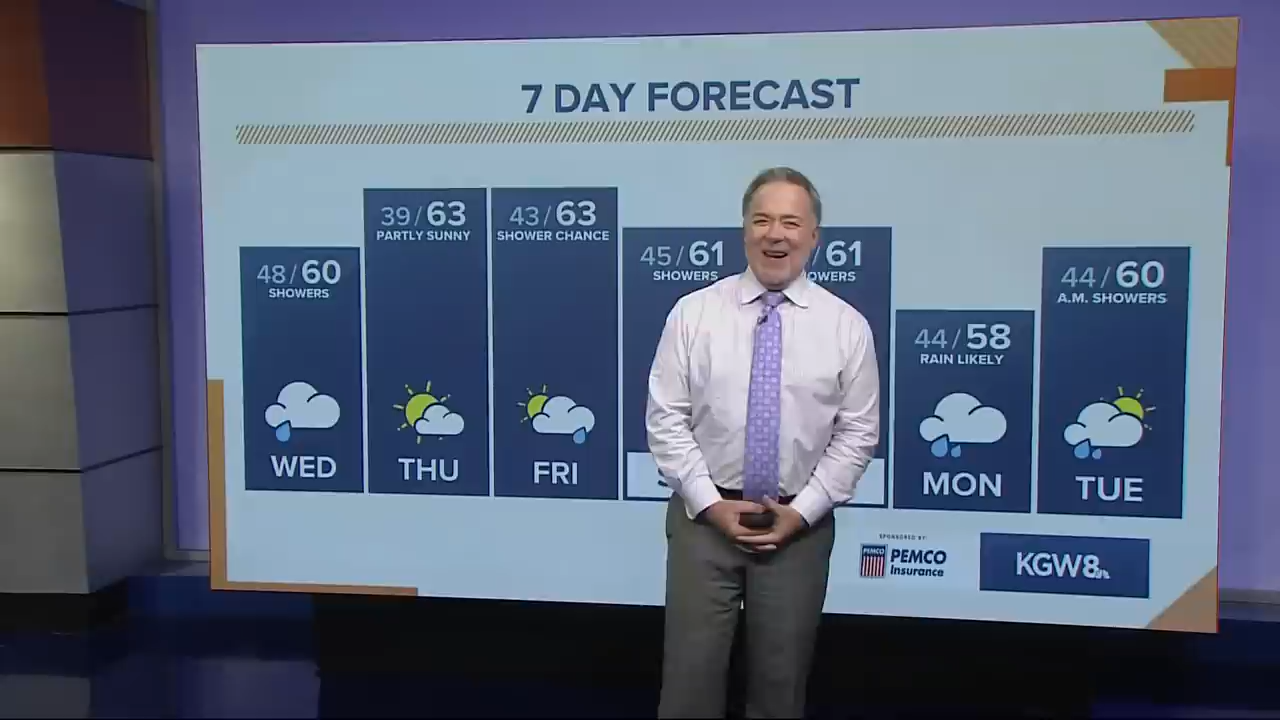 7 DAY FORECAST
48/60
SHOWERS
WED
39/63
PARTLY SUNNY
THU
43/63
SHOWER CHANCE
FRI
45/61
SHOWERS
/61
OWERS
44/58
RAIN LIKELY
MON
44/60
A.M. SHOWERS
TUE
SPONSORED BY:
PEMCO
PEMCO
Insurance
KGW8